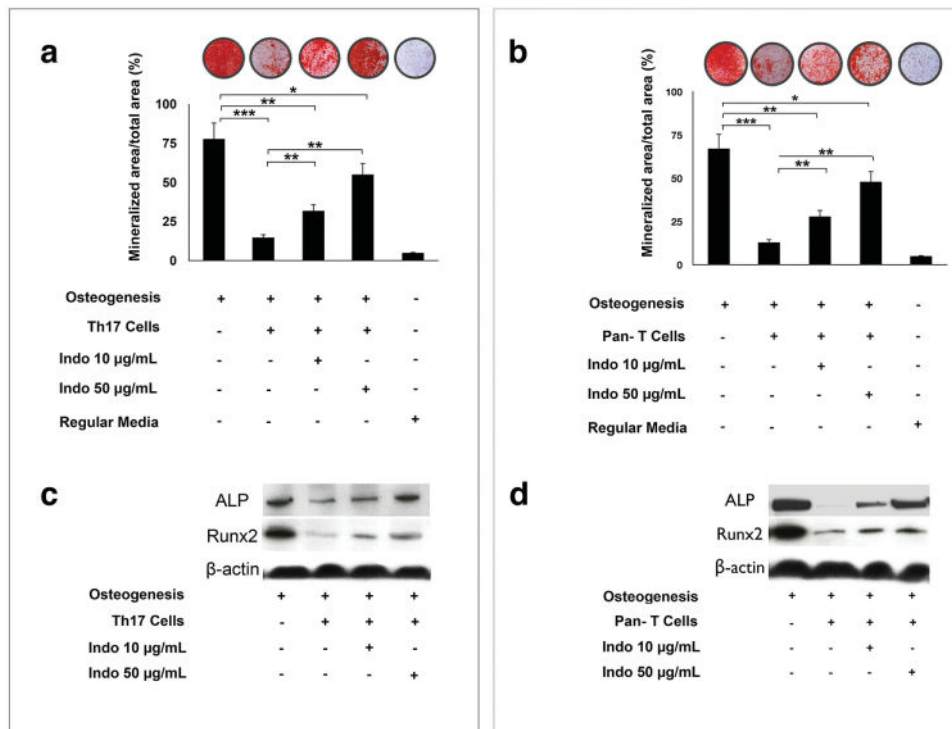 a
Mineralized area/total area (%)
100
75
50
25
0
*
**
***
**
**
Osteogenesis + + + + -
Th17 Cells - + + + -
Indo 10 µg/mL - - + - -
Indo 50 µg/mL - - - + -
Regular Media - - - - +
b
Mineralized area/total area (%)
100
75
50
25
0
*
**
***
**
**
Osteogenesis + + + + -
Pan- T Cells - + + + -
Indo 10 µg/mL - - + - -
Indo 50 µg/mL - - - + -
Regular Media - - - - +
c
ALP
Runx2
β-actin
Osteogenesis + + + +
Th17 Cells - + + +
Indo 10 µg/mL - - + -
Indo 50 µg/mL - - - +
d
ALP
Runx2
β-actin
Osteogenesis + + + +
Pan- T Cells - + + +
Indo 10 µg/mL - - + -
Indo 50 µg/mL - - - +